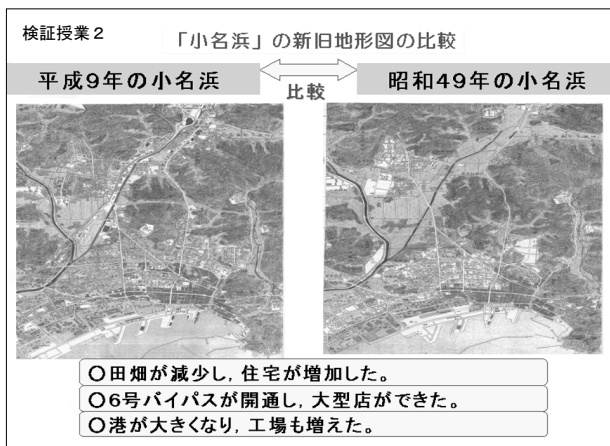 検証授業2
「小名浜」の新旧地形図の比較
平成9年の小名浜
比較
昭和49年の小名浜
○田畑が減少し，住宅が増加した。
○6号バイパスが開通し，大型店ができた。
○港が大きくなり，工場も増えた。